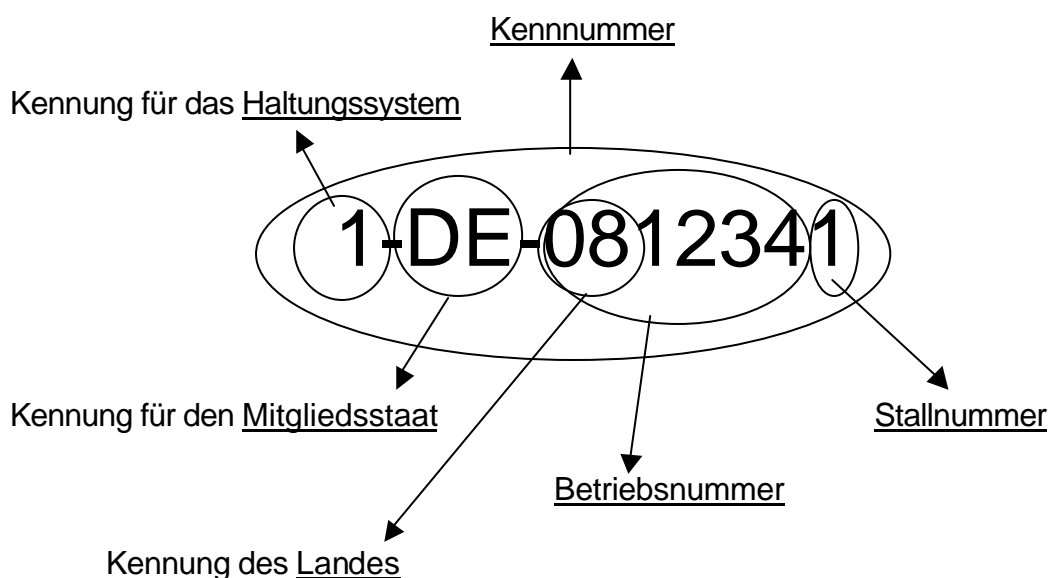 Kennnummer
Kennung für das Haltungssystem
1-DE-0812341
Kennung für den Mitgliedsstaat
Stallnummer
Betriebsnummer
Kennung des Landes